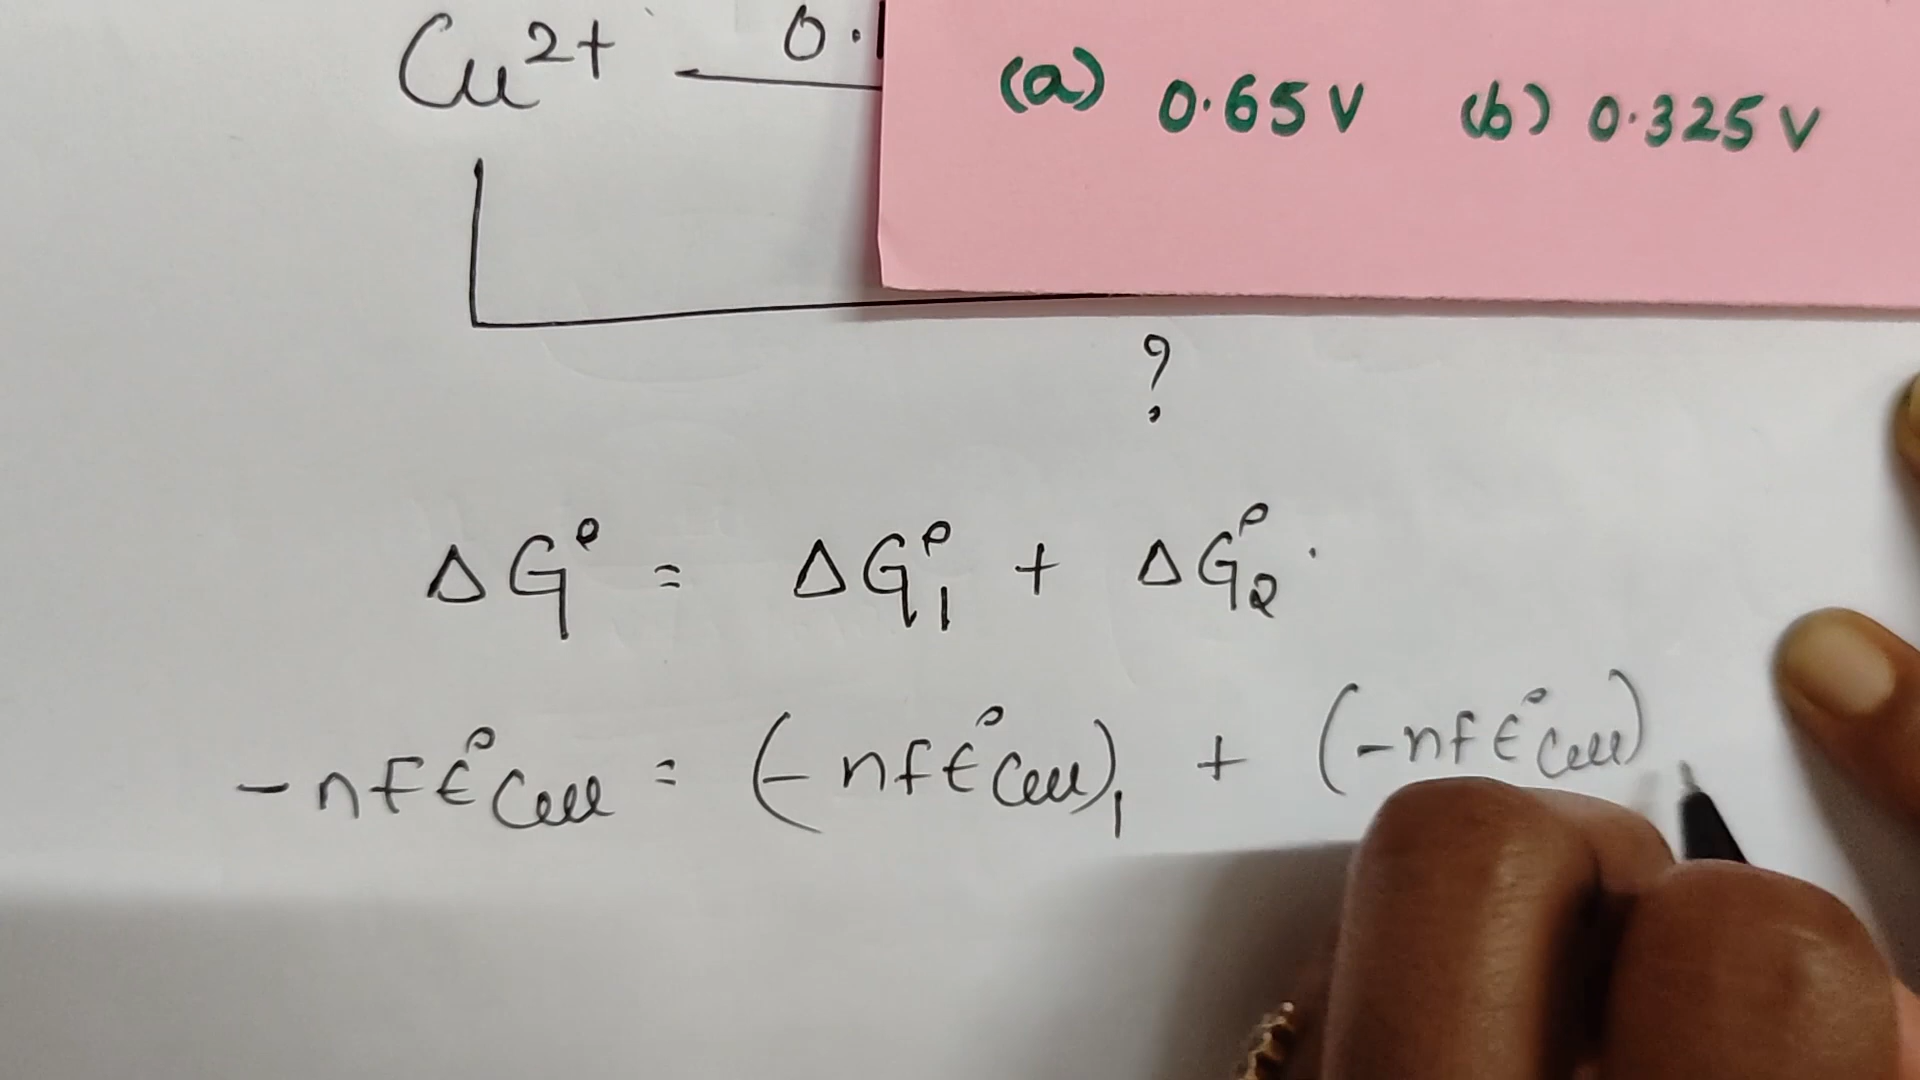 Cu²⁺ 0.
(a) 0.65 V (b) 0.325 V
?
ΔG° = ΔG°₁ + ΔG°₂.
-nFE°Cell = (-nFE°Cell)₁ + (-nFE°Cell)